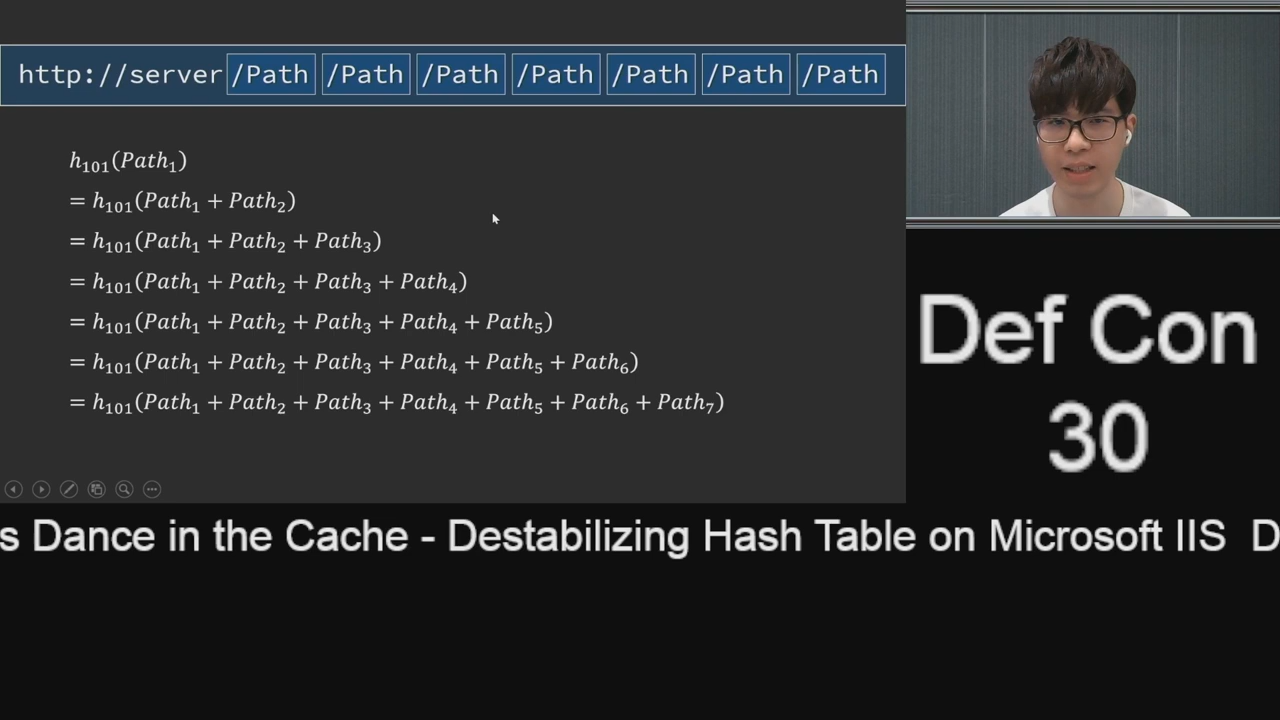 http://server/Path /Path /Path /Path /Path /Path /Path
h₁₀₁(Path₁)
= h₁₀₁(Path₁ + Path₂)
= h₁₀₁(Path₁ + Path₂ + Path₃)
= h₁₀₁(Path₁ + Path₂ + Path₃ + Path₄)
= h₁₀₁(Path₁ + Path₂ + Path₃ + Path₄ + Path₅)
= h₁₀₁(Path₁ + Path₂ + Path₃ + Path₄ + Path₅ + Path₆)
= h₁₀₁(Path₁ + Path₂ + Path₃ + Path₄ + Path₅ + Path₆ + Path₇)
Def Con
30
s Dance in the Cache - Destabilizing Hash Table on Microsoft IIS D